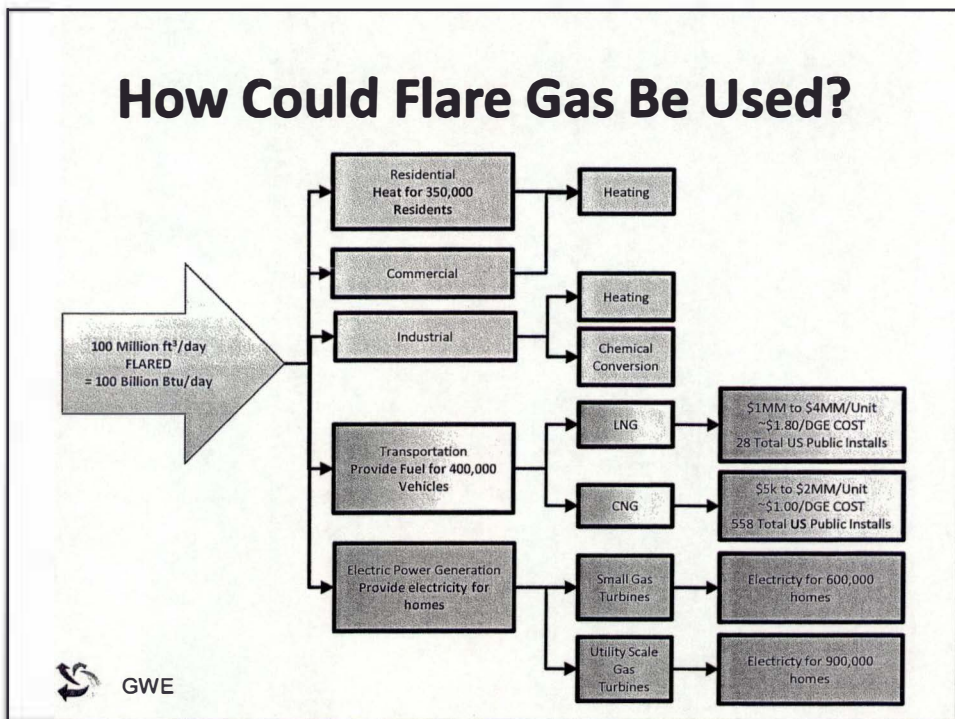 How Could Flare Gas Be Used?
100 Million ft³/day
FLARED
= 100 Billion Btu/day
Residential
Heat for 350,000
Residents
Heating
Commercial
Industrial
Heating
Chemical
Conversion
Transportation
Provide Fuel for 400,000
Vehicles
LNG
$1MM to $4MM/Unit
~$1.80/DGE COST
28 Total US Public Installs
CNG
$5k to $2MM/Unit
~$1.00/DGE COST
558 Total US Public Installs
Electric Power Generation
Provide electricity for
homes
Small Gas
Turbines
Electricty for 600,000
homes
Utility Scale
Gas
Turbines
Electricty for 900,000
homes
GWE